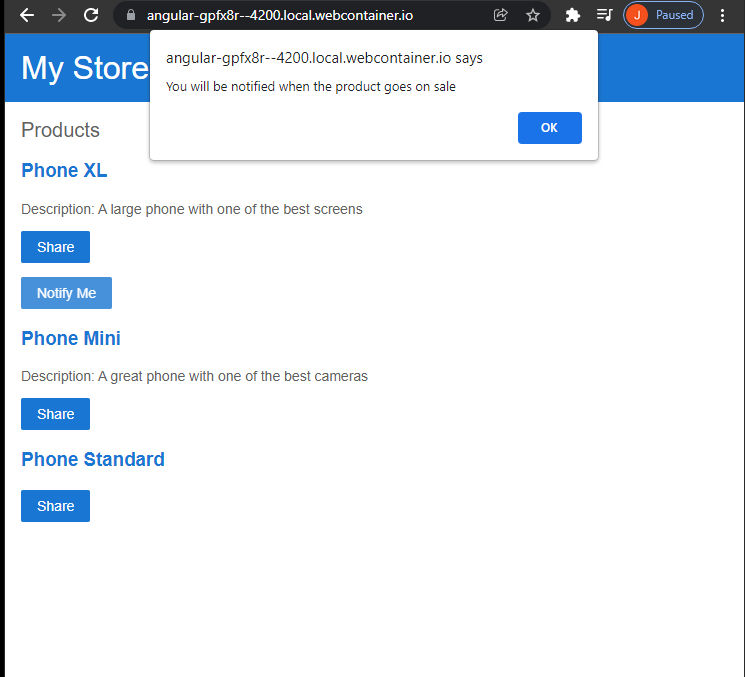 angular-gpfx8r--4200.local.webcontainer.io
J Paused
My Store
angular-gpfx8r--4200.local.webcontainer.io says
You will be notified when the product goes on sale
OK
Products
Phone XL
Description: A large phone with one of the best screens
Share
Notify Me
Phone Mini
Description: A great phone with one of the best cameras
Share
Phone Standard
Share